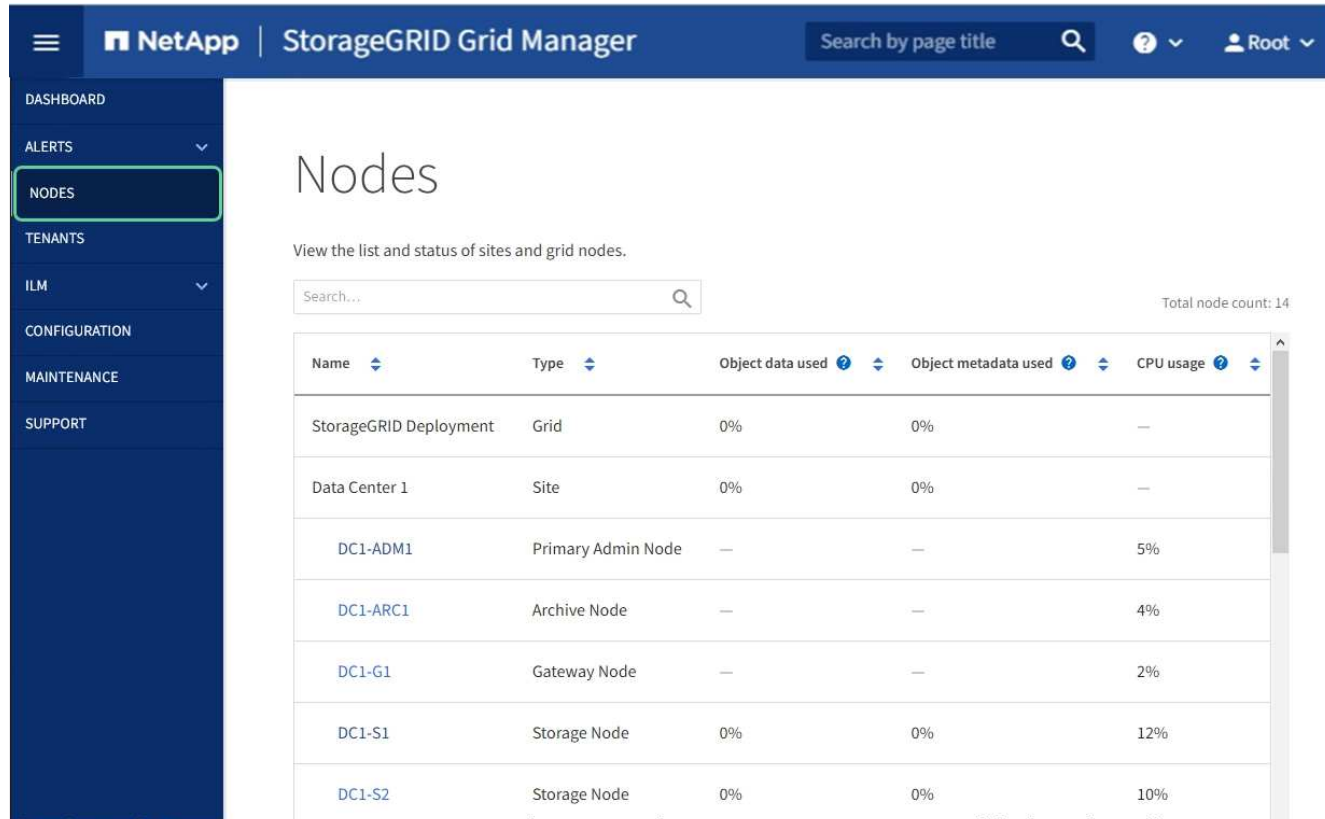 NetApp | StorageGRID Grid Manager
Search by page title
Root
DASHBOARD
ALERTS
NODES
TENANTS
ILM
CONFIGURATION
MAINTENANCE
SUPPORT
Nodes
View the list and status of sites and grid nodes.
Search...
Total node count: 14
Name Type Object data used ? Object metadata used ? CPU usage ?
StorageGRID Deployment Grid 0% 0% —
Data Center 1 Site 0% 0% —
DC1-ADM1 Primary Admin Node — — 5%
DC1-ARC1 Archive Node — — 4%
DC1-G1 Gateway Node — — 2%
DC1-S1 Storage Node 0% 0% 12%
DC1-S2 Storage Node 0% 0% 10%